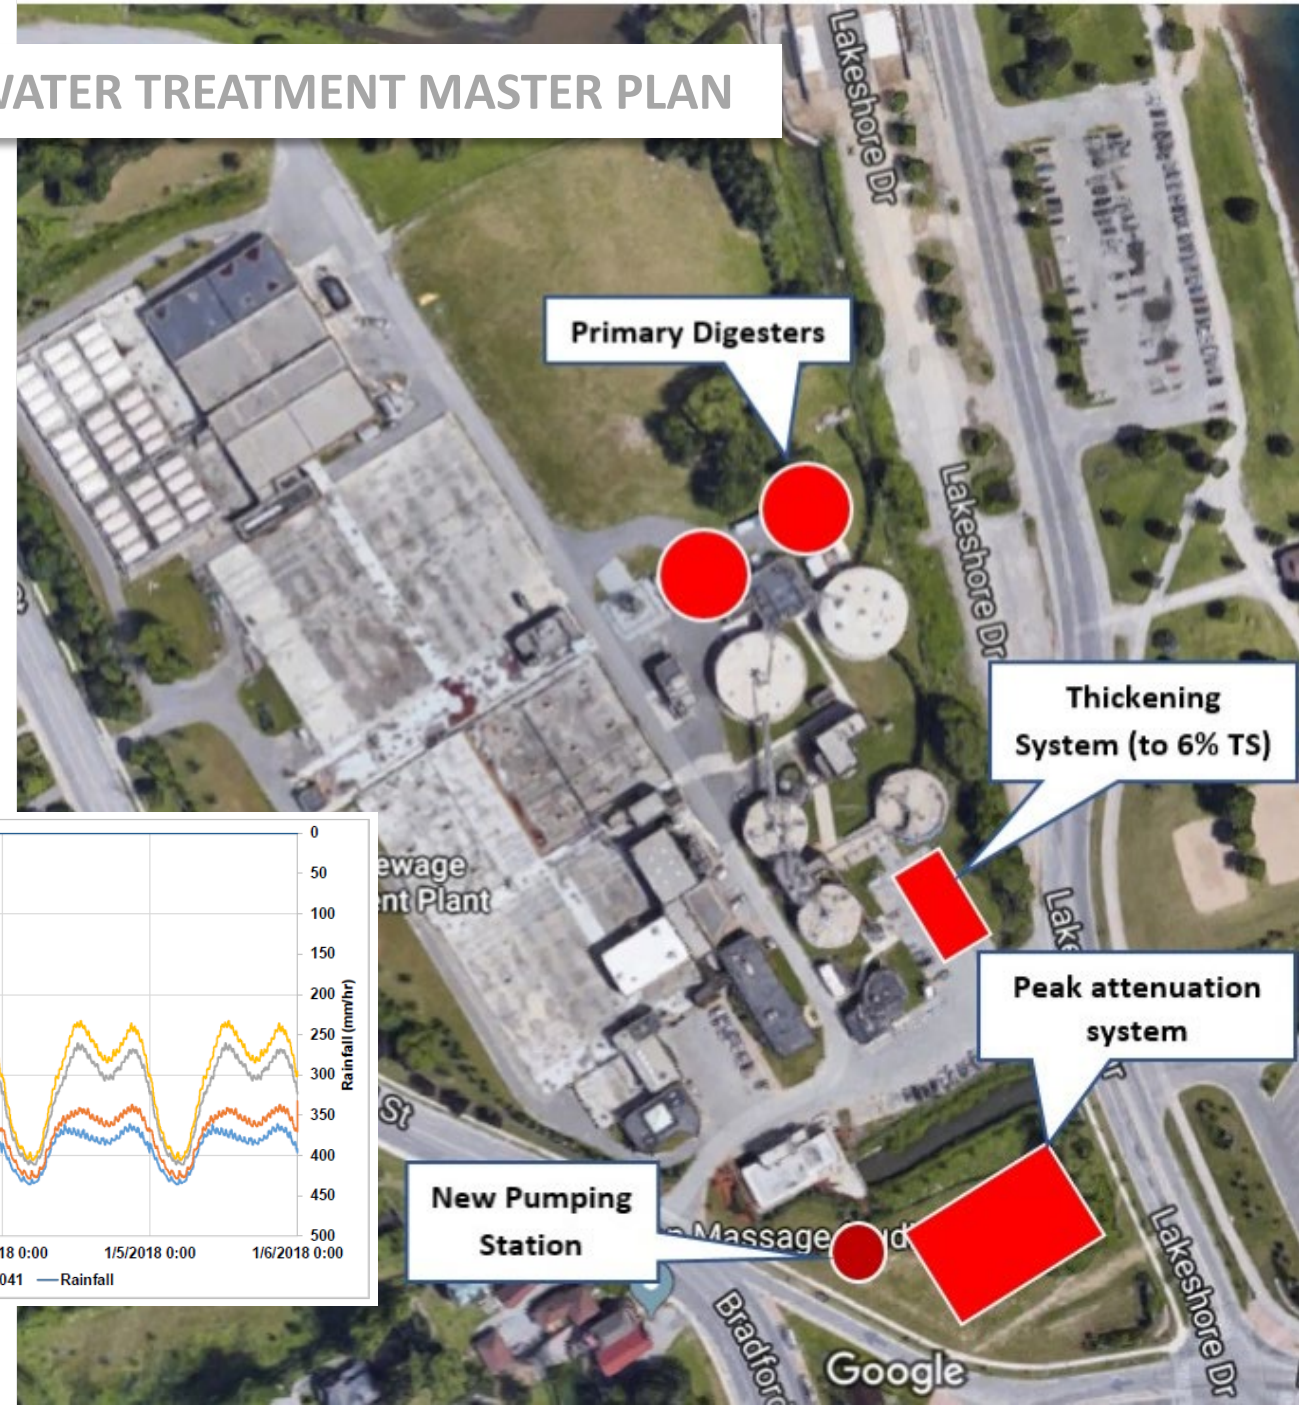 WATER TREATMENT MASTER PLAN
Lakeshore Dr
Primary Digesters
Lakeshore Dr
Thickening
System (to 6% TS)
ewage
nt Plant
Peak attenuation
system
St
New Pumping
Station
Massage
Bradford
Lakeshore Dr
Google
0
50
100
150
200
250
300
350
400
450
500
Rainfall (mm/hr)
18 0:00
1/5/2018 0:00
1/6/2018 0:00
041
Rainfall